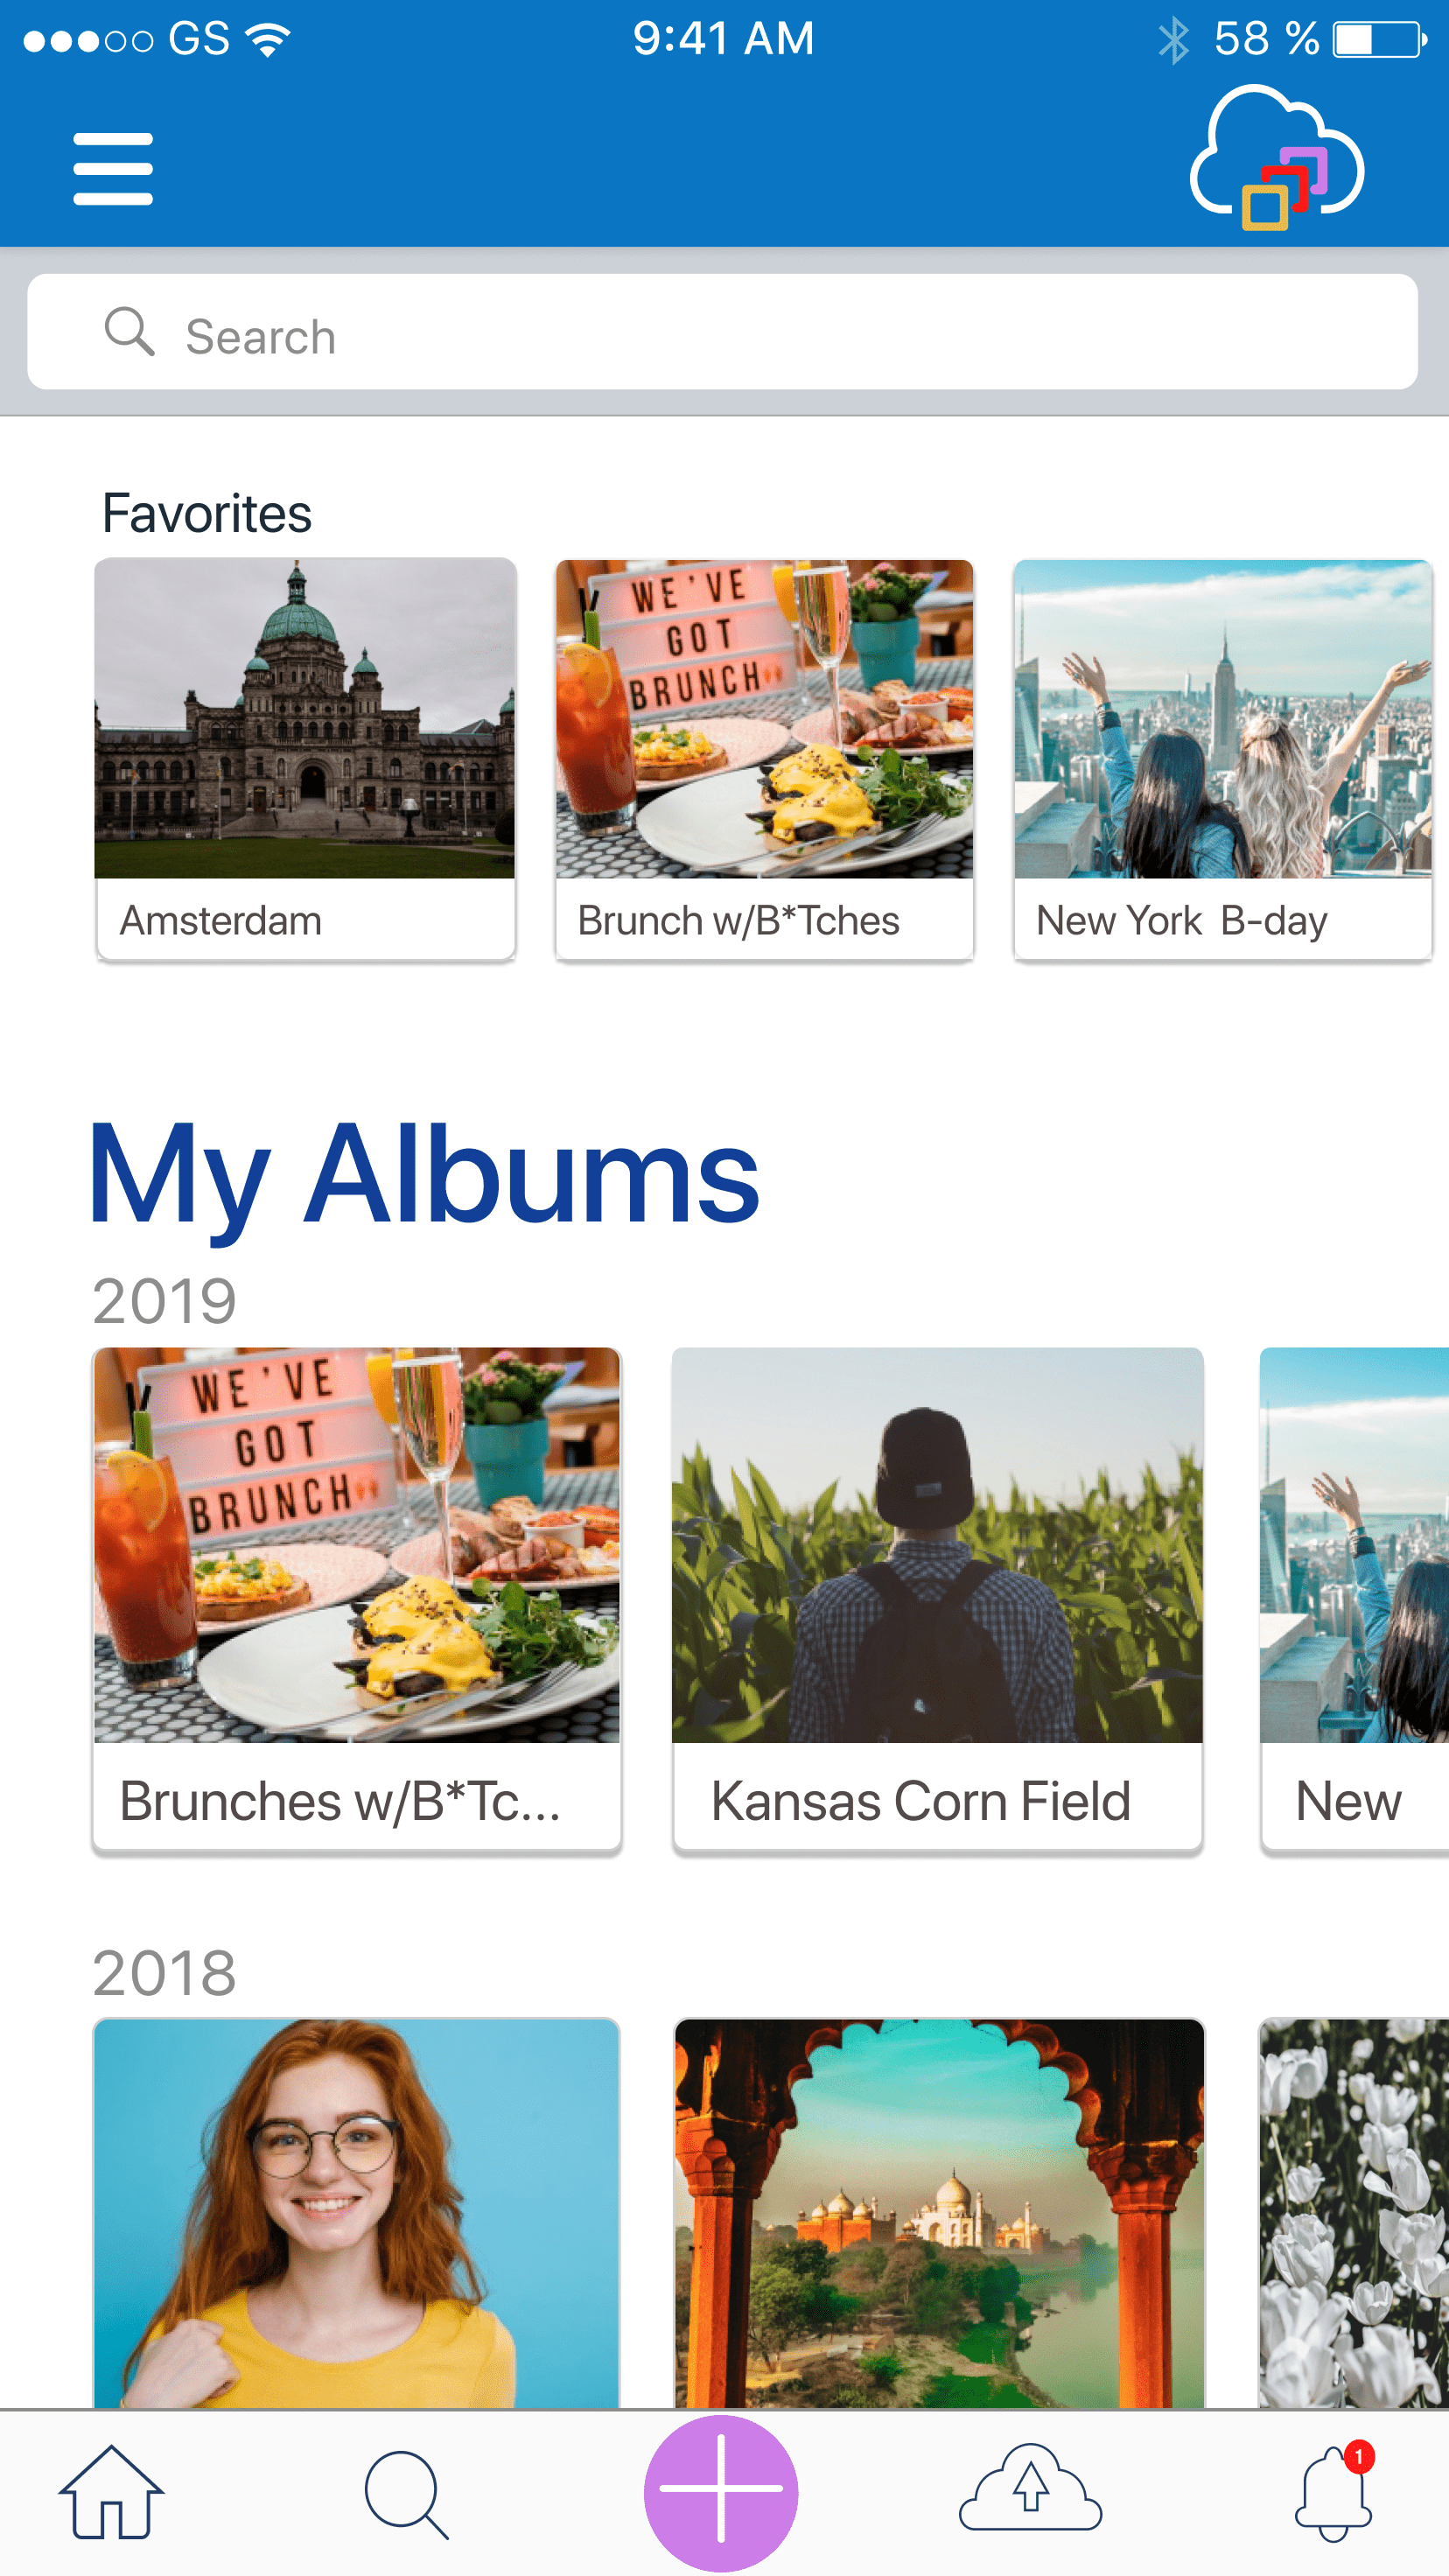 GS 9:41 AM 58 %
Search
Favorites
WE'VE
GOT
BRUNCH
Amsterdam
Brunch w/B*Tches
New York B-day
My Albums
2019
WE'VE
GOT
BRUNCH
Brunches w/B*Tc...
Kansas Corn Field
New
2018
1